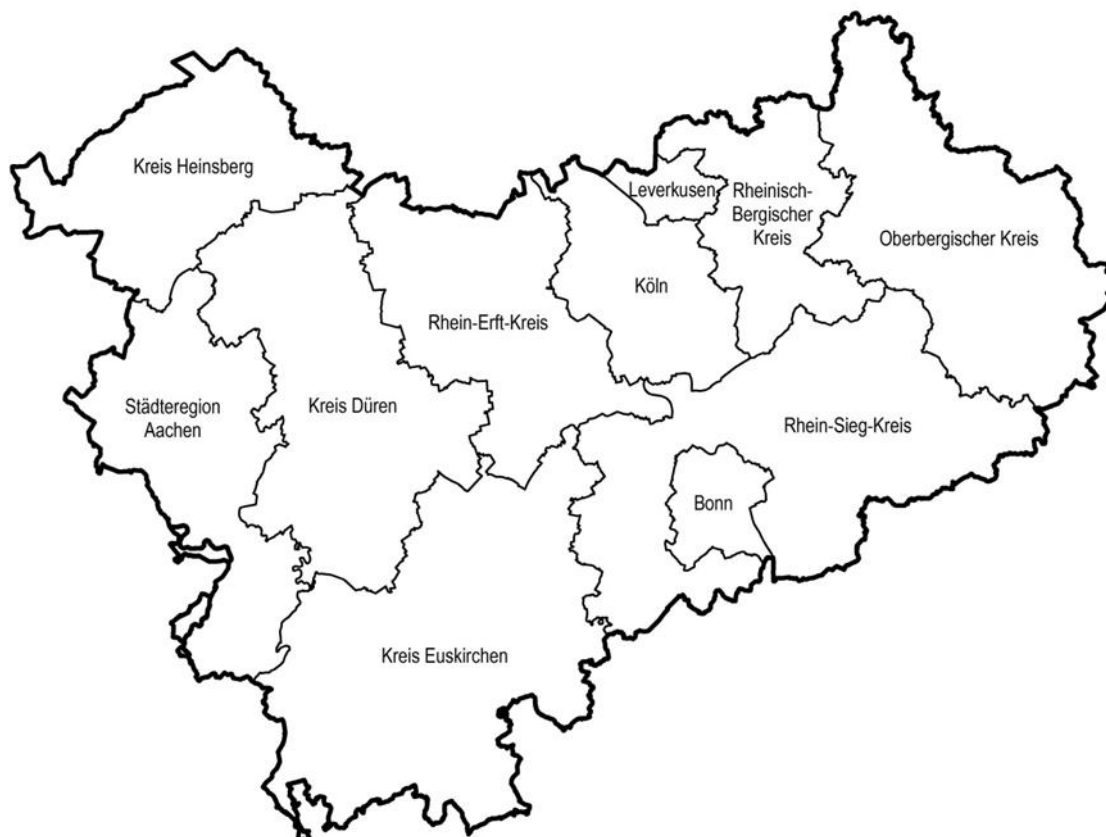 Kreis Heinsberg
Leverkusen
Rheinisch-
Bergischer
Kreis
Oberbergischer Kreis
Köln
Rhein-Erft-Kreis
Städteregion
Aachen
Kreis Düren
Rhein-Sieg-Kreis
Bonn
Kreis Euskirchen